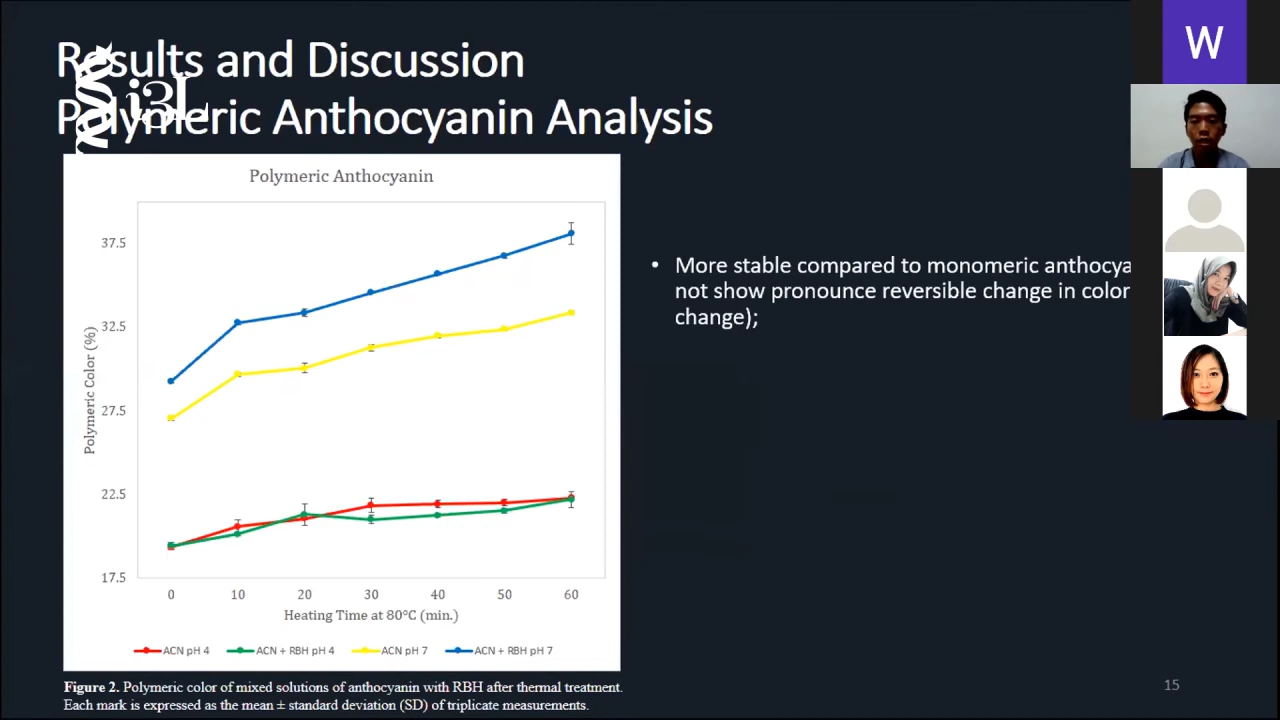 Results and Discussion
Polymeric Anthocyanin Analysis
i3L
Polymeric Anthocyanin
Polymeric Color (%)
37.5
32.5
27.5
22.5
17.5
0 10 20 30 40 50 60
Heating Time at 80°C (min.)
ACN pH 4 ACN + RBH pH 4 ACN pH 7 ACN + RBH pH 7
Figure 2. Polymeric color of mixed solutions of anthocyanin with RBH after thermal treatment.
Each mark is expressed as the mean ± standard deviation (SD) of triplicate measurements.
• More stable compared to monomeric
not show pronounce reversible change in color
change);
W
15